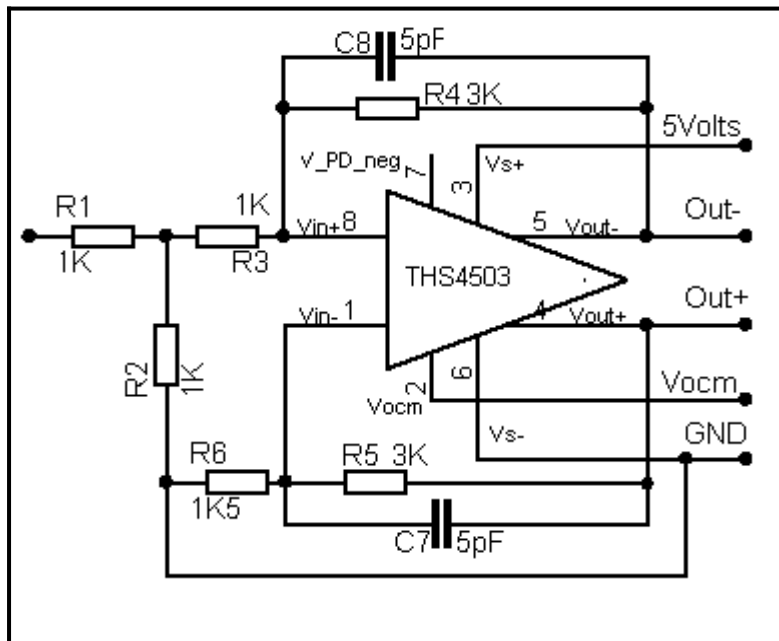 C8 5pF
R4 3K
5Volts
V_PD_neg 7
3 Vs+
R1 1K
1K R3
Vin+ 8
5 Vout-
Out-
THS4503
Vin- 1
4 Vout+
Out+
R2 1K
2 Vocm
6 Vs-
Vocm
GND
R6 1K5
R5 3K
C7 5pF